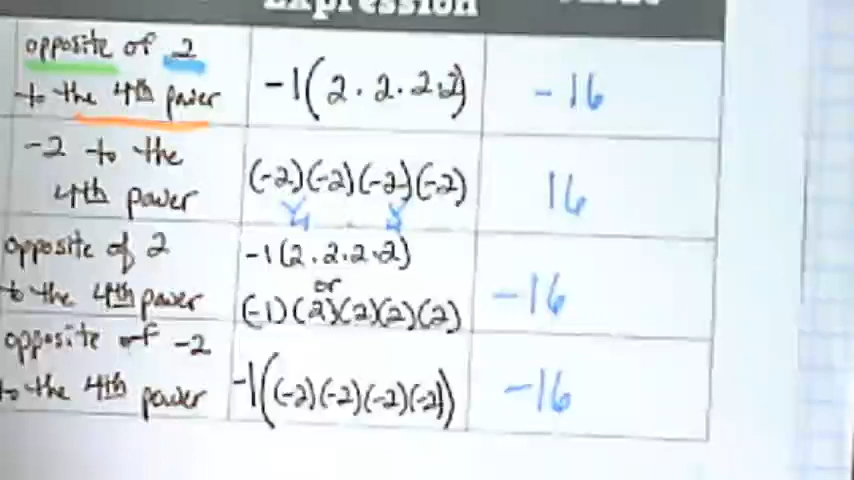 Expression
opposite of 2
to the 4th power
-1(2.2.2.2)
-16
-2 to the
4th power
(-2)(-2)(-2)(-2)
16
opposite of 2
to the 4th power
-1(2.2.2.2)
or
(-1)(2)(2)(2)(2)
-16
opposite of -2
to the 4th power
-1((-2)(-2)(-2)(-2))
-16